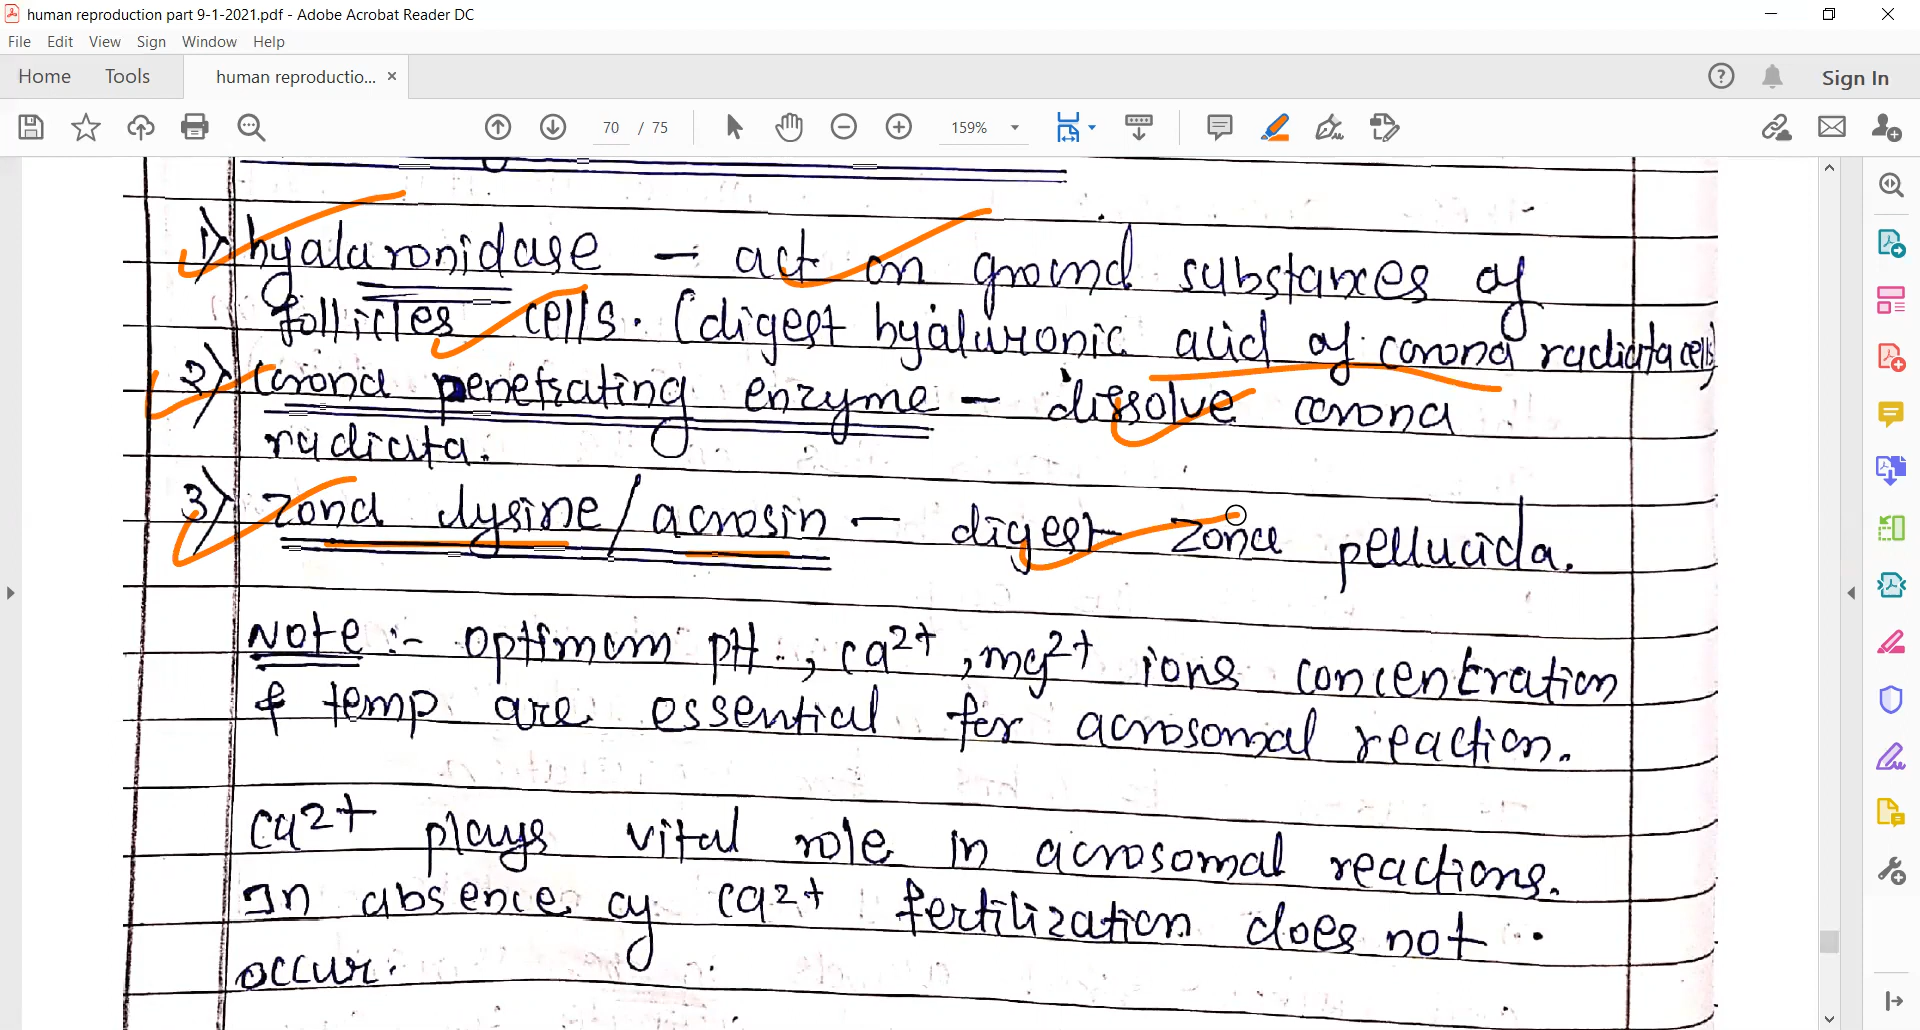 human reproduction part 9-1-2021.pdf - Adobe Acrobat Reader DC
File Edit View Sign Window Help
Home Tools human reproductio... × Sign In
70 / 75 159%
1) hyaluronidase – act on ground substances of
follicles cells. (digest hyaluronic acid of corona radiata cells)
2) Corona penetrating enzyme – dissolve corona
radiata.
3) Zona lysine/acrosin – digest Zona pellucida.
NOTE :- optimum pH, Ca2+, mg2+ ions concentration
& temp are essential for acrosomal reaction.
Ca2+ plays vital role in acrosomal reactions.
In absence of Ca2+ fertilization does not
occur.